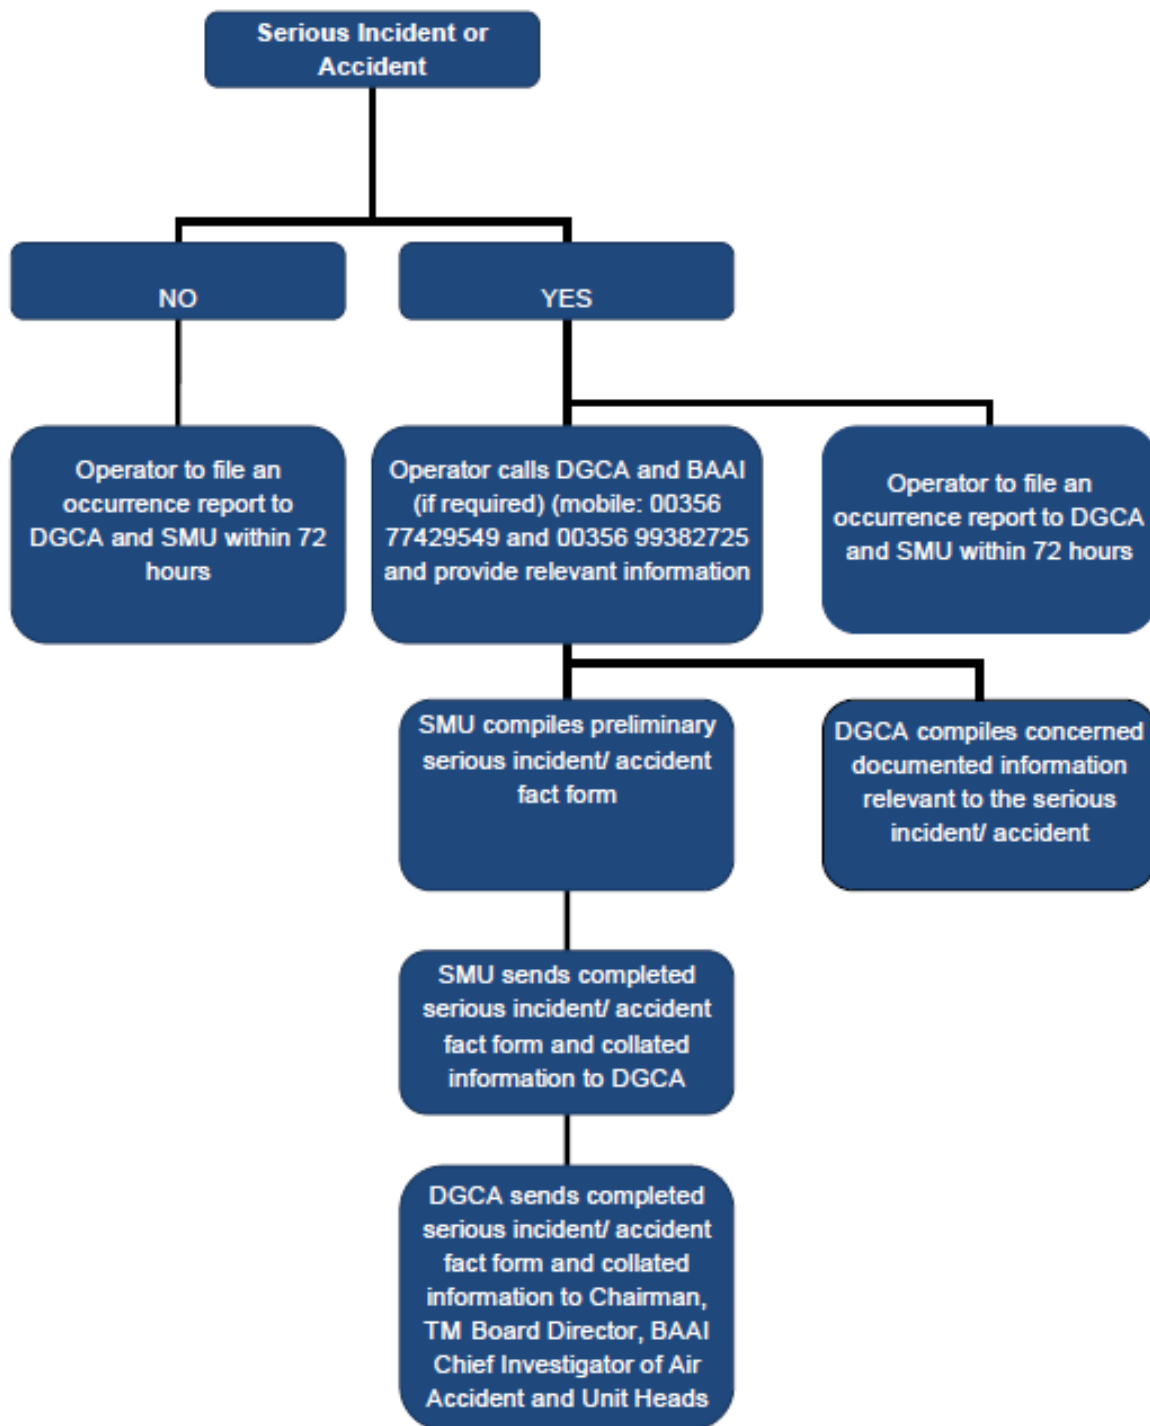 Serious Incident or
Accident
NO
YES
Operator to file an
occurrence report to
DGCA and SMU within 72
hours
Operator calls DGCA and BAAI
(if required) (mobile: 00356
77429549 and 00356 99382725
and provide relevant information
Operator to file an
occurrence report to DGCA
and SMU within 72 hours
SMU compiles preliminary
serious incident/ accident
fact form
DGCA compiles concerned
documented information
relevant to the serious
incident/ accident
SMU sends completed
serious incident/ accident
fact form and collated
information to DGCA
DGCA sends completed
serious incident/ accident
fact form and collated
information to Chairman,
TM Board Director, BAAI
Chief Investigator of Air
Accident and Unit Heads